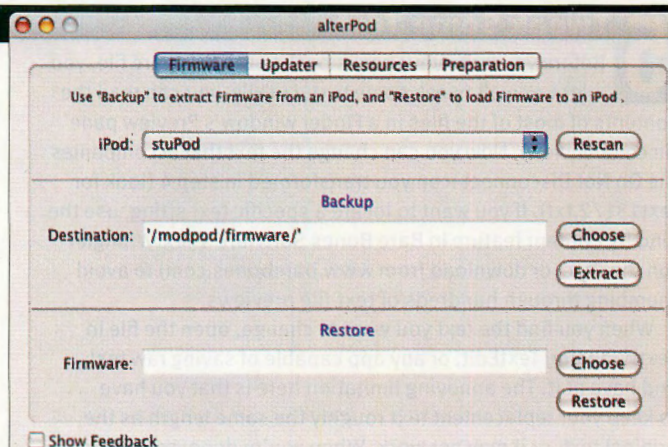 alterPod
Firmware Updater Resources Preparation
Use "Backup" to extract Firmware from an iPod, and "Restore" to load Firmware to an iPod.
iPod: stuPod Rescan
Backup
Destination: '/modpod/firmware/' Choose
Extract
Restore
Firmware: Choose
Restore
Show Feedback